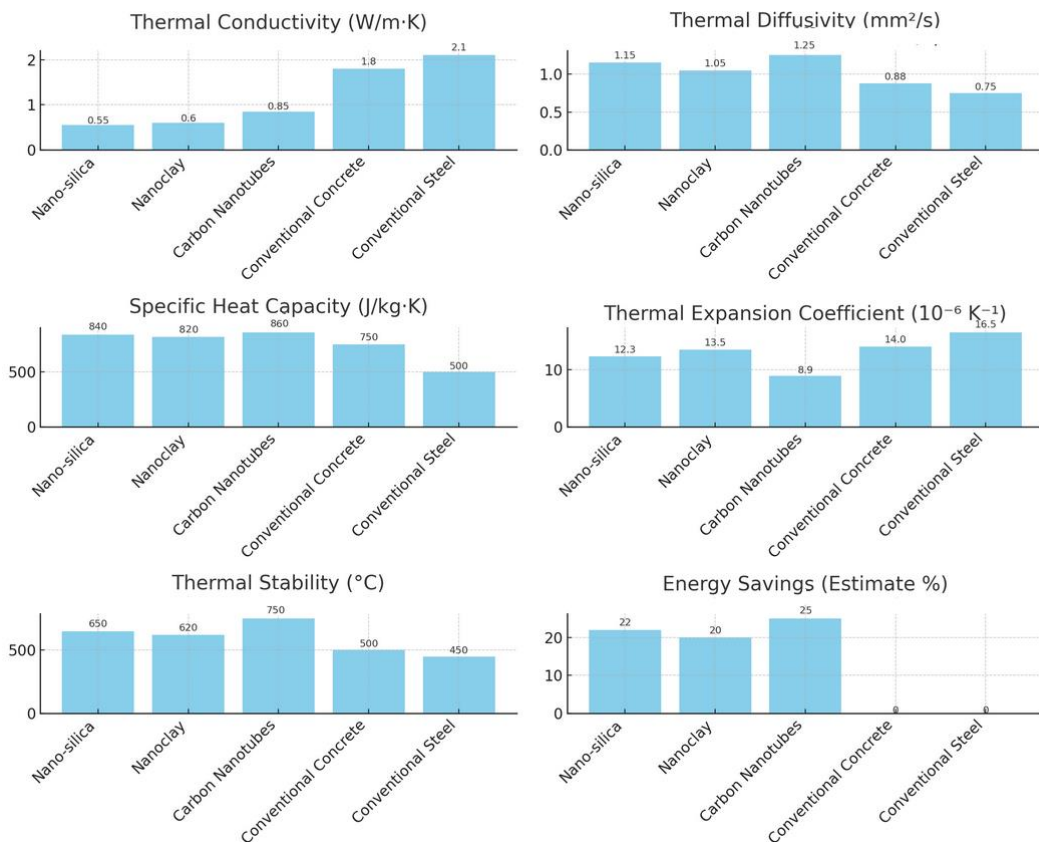 Thermal Conductivity (W/m·K)
2
1
0
0.55
0.6
0.85
1.8
2.1
Nano-silica
Nanoclay
Carbon Nanotubes
Conventional Concrete
Conventional Steel
Thermal Diffusivity (mm²/s)
1.0
0.5
0.0
1.15
1.05
1.25
0.88
0.75
Nano-silica
Nanoclay
Carbon Nanotubes
Conventional Concrete
Conventional Steel
Specific Heat Capacity (J/kg·K)
500
0
840
820
860
750
500
Nano-silica
Nanoclay
Carbon Nanotubes
Conventional Concrete
Conventional Steel
Thermal Expansion Coefficient (10⁻⁶ K⁻¹)
10
0
12.3
13.5
8.9
14.0
16.5
Nano-silica
Nanoclay
Carbon Nanotubes
Conventional Concrete
Conventional Steel
Thermal Stability (°C)
500
0
650
620
750
500
450
Nano-silica
Nanoclay
Carbon Nanotubes
Conventional Concrete
Conventional Steel
Energy Savings (Estimate %)
20
10
0
22
20
25
0
0
Nano-silica
Nanoclay
Carbon Nanotubes
Conventional Concrete
Conventional Steel